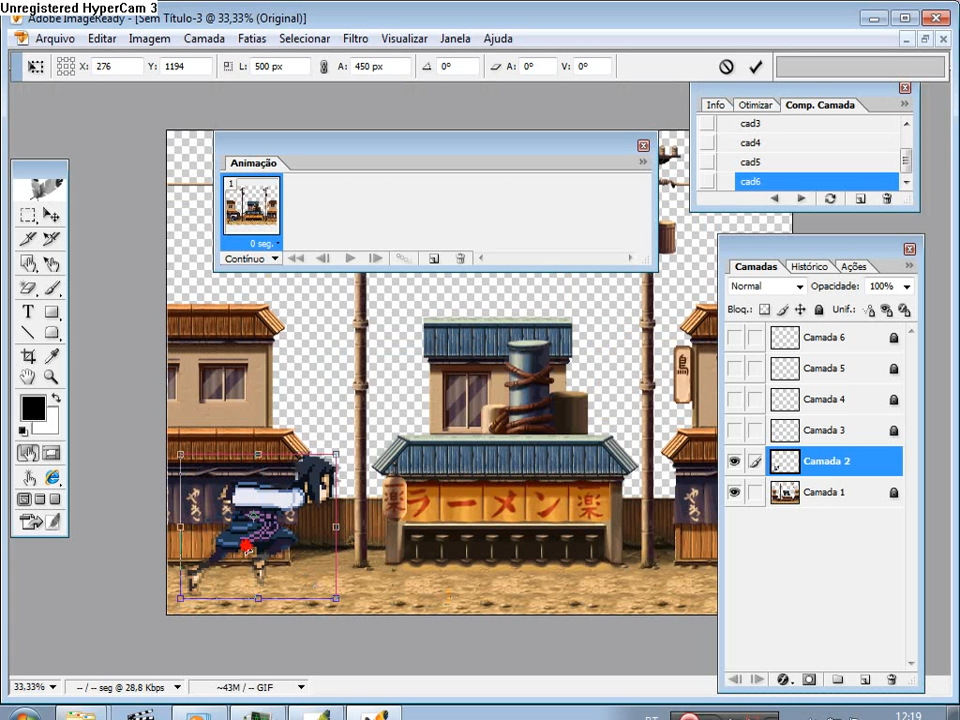 Unregistered HyperCam 3
Adobe ImageReady - [Sem Título-3 @ 33,33% (Original)]
Arquivo Editar Imagem Camada Fatias Selecionar Filtro Visualizar Janela Ajuda
X: 276 Y: 1194 L: 500 px A: 450 px 0° A: 0° V: 0°
Info Otimizar Comp. Camada
cad3
cad4
cad5
cad6
Animação
1
0 seg.
Contínuo
Camadas Histórico Ações
Normal Opacidade: 100%
Bloq.: Unif.:
Camada 6
Camada 5
Camada 4
Camada 3
Camada 2
Camada 1
ラーメン
一楽
T
33,33% -- / -- seg @ 28,8 Kbps ~43M / GIF
PT 12:19